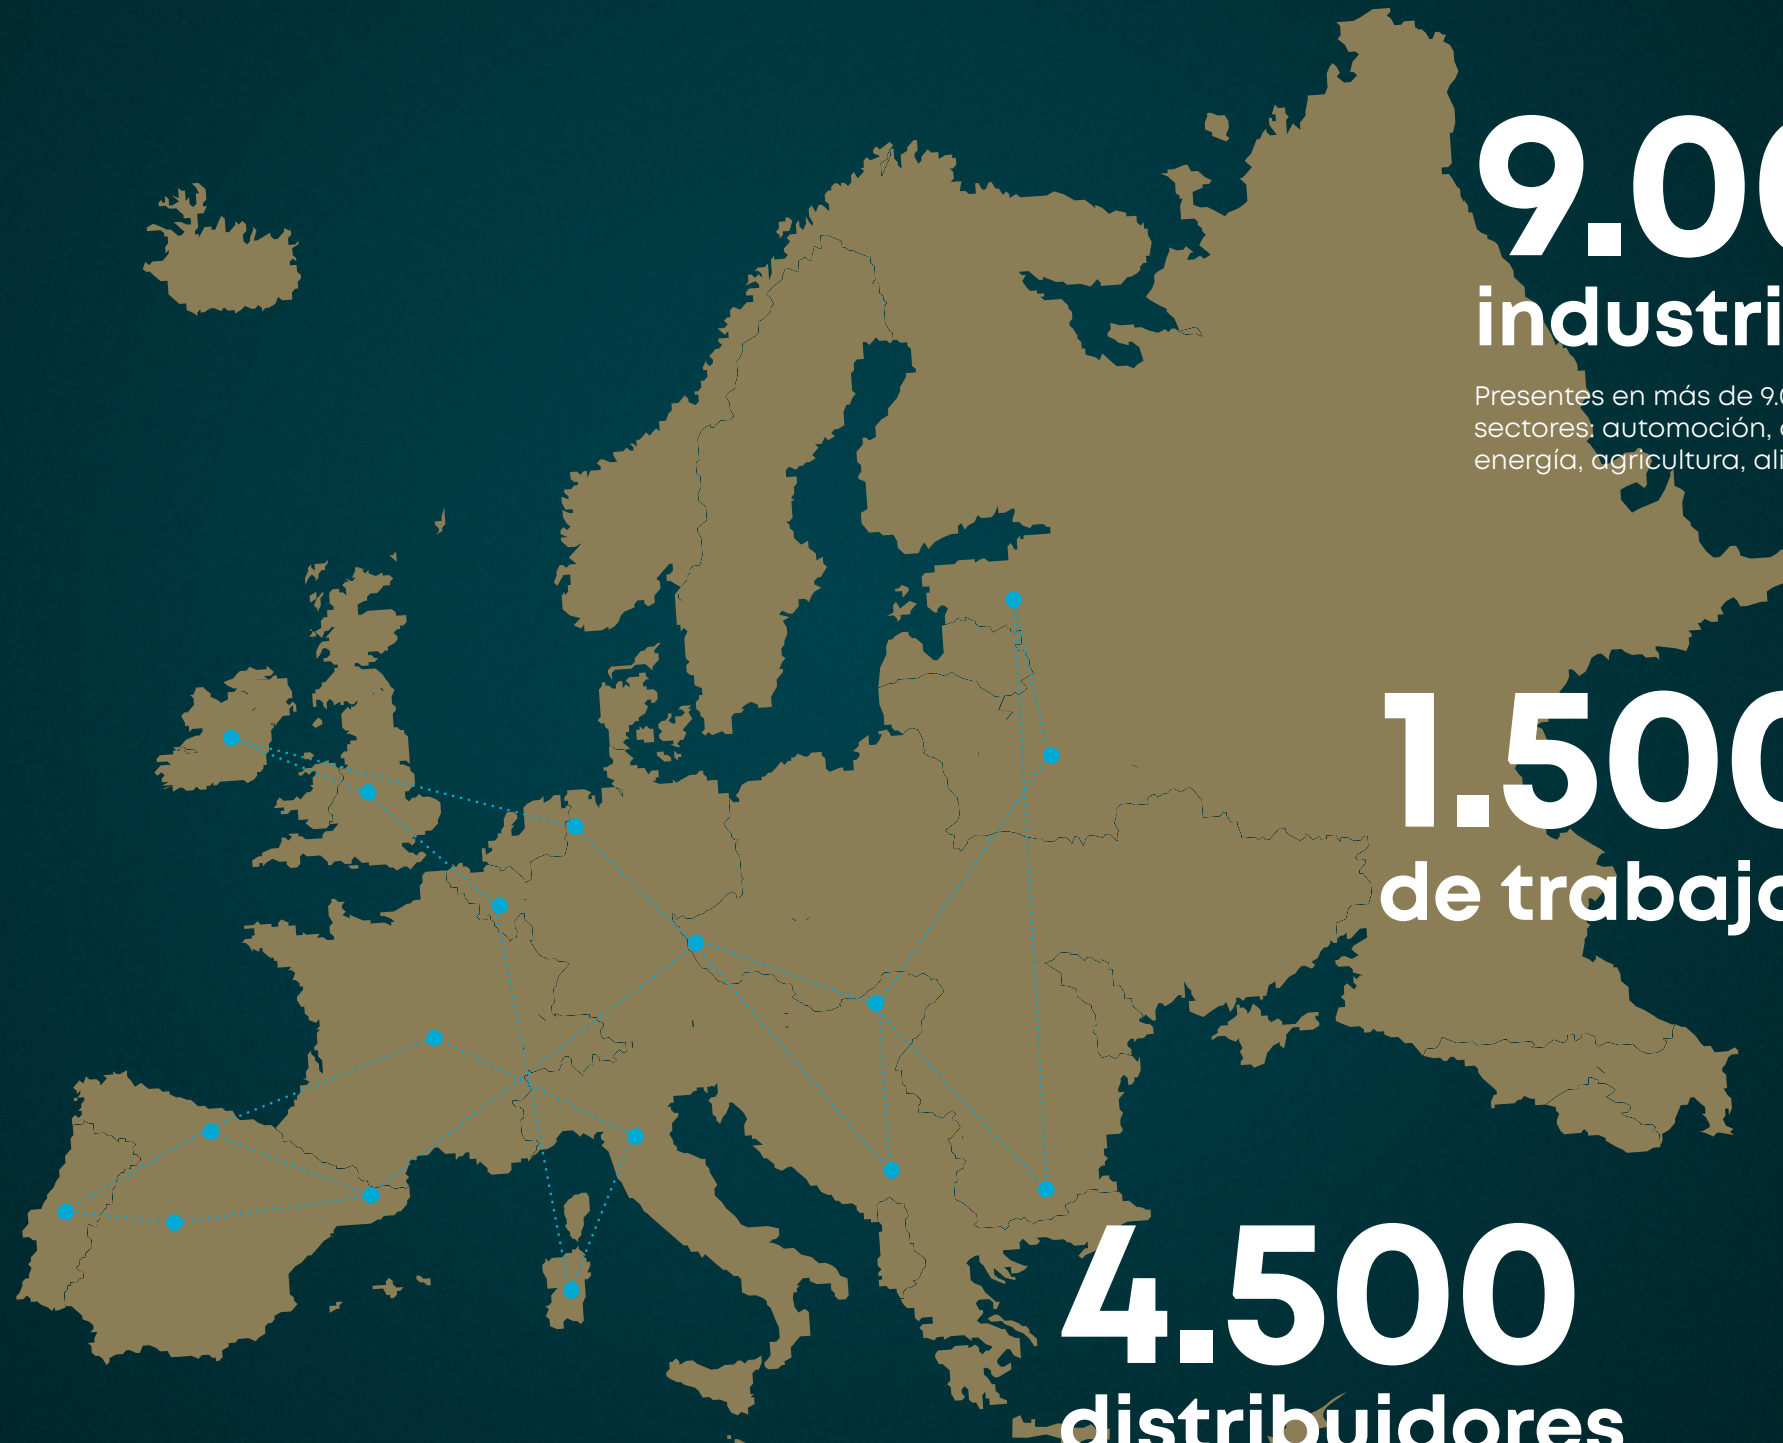 9.00
industri
Presentes en más de 9.0
sectores: automoción,
energía, agricultura, ali
1.500
de trabajo
4.500
distribuidores